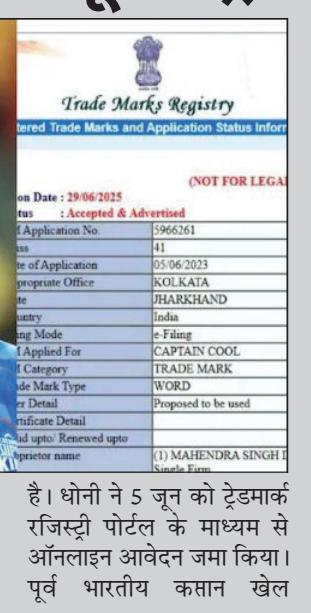 Trade Marks Registry
tered Trade Marks and Application Status Inforr
(NOT FOR LEGA
on Date : 29/06/2025
tus : Accepted & Advertised
Application No. 5966261
ss 41
te of Application 05/06/2023
propriate Office KOLKATA
te JHARKHAND
untry India
ng Mode e-Filing
Applied For CAPTAIN COOL
Category TRADE MARK
de Mark Type WORD
er Detail Proposed to be used
rtificate Detail
id upto/ Renewed upto
prietor name (1) MAHENDRA SINGH D
Single Firm
है। धोनी ने 5 जून को ट्रेडमार्क
रजिस्ट्री पोर्टल के माध्यम से
ऑनलाइन आवेदन जमा किया।
पूर्व भारतीय कप्तान खेल